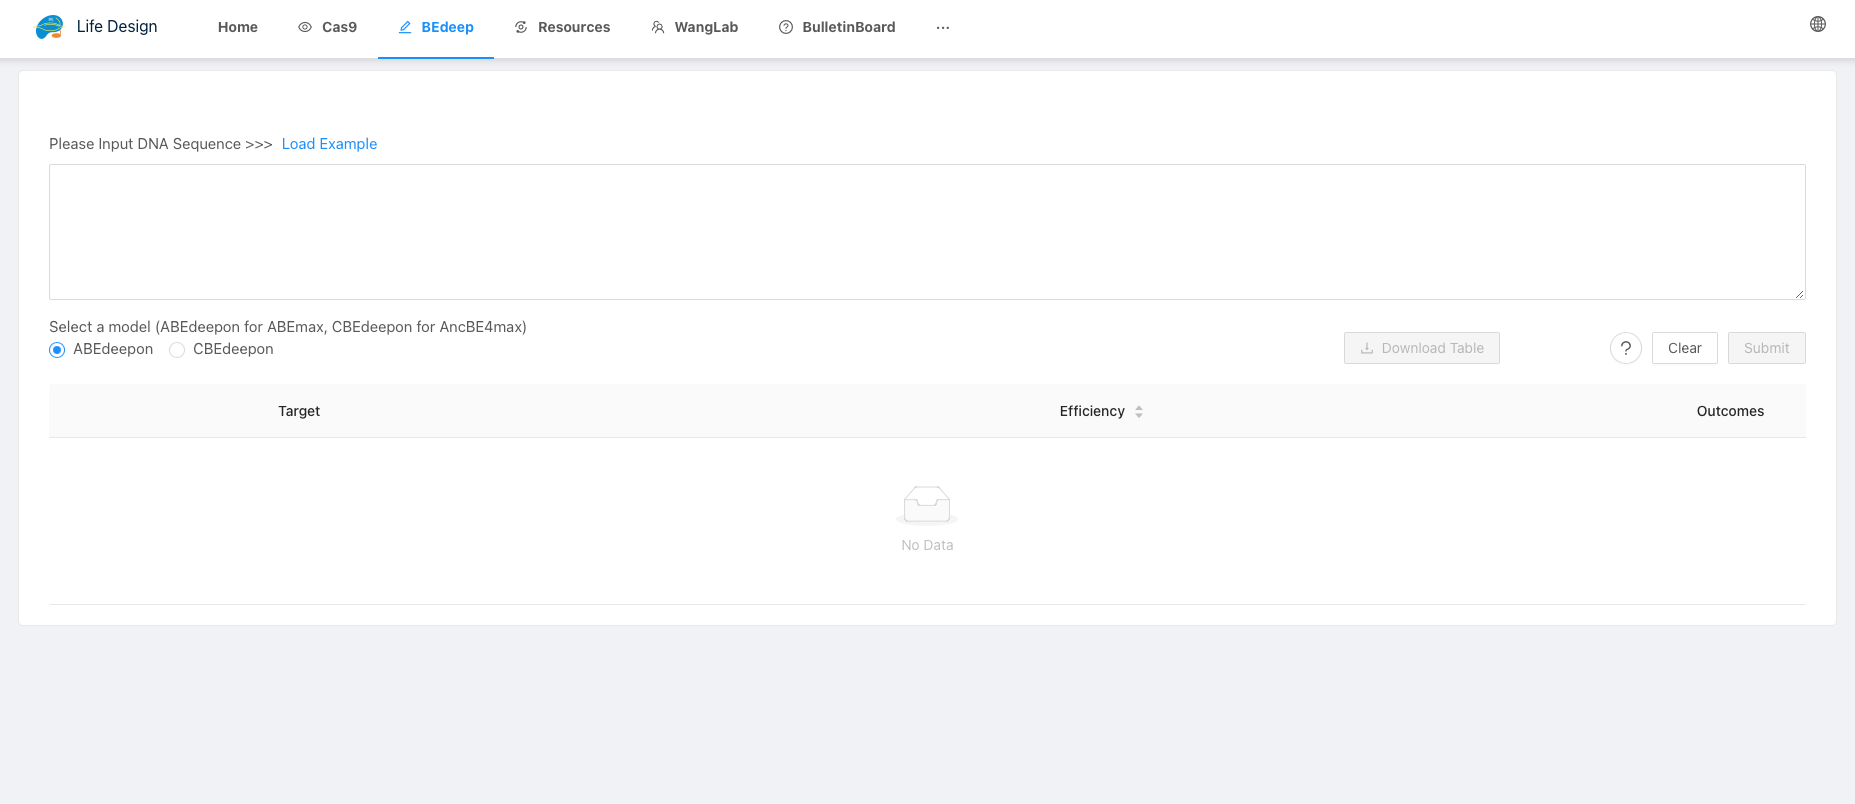 Life Design Home Cas9 BEdeep Resources WangLab BulletinBoard ...
Please Input DNA Sequence >>> Load Example
Select a model (ABEdeepon for ABEmax, CBEdeepon for AncBE4max)
ABEdeepon CBEdeepon Download Table ? Clear Submit
Target Efficiency Outcomes
No Data